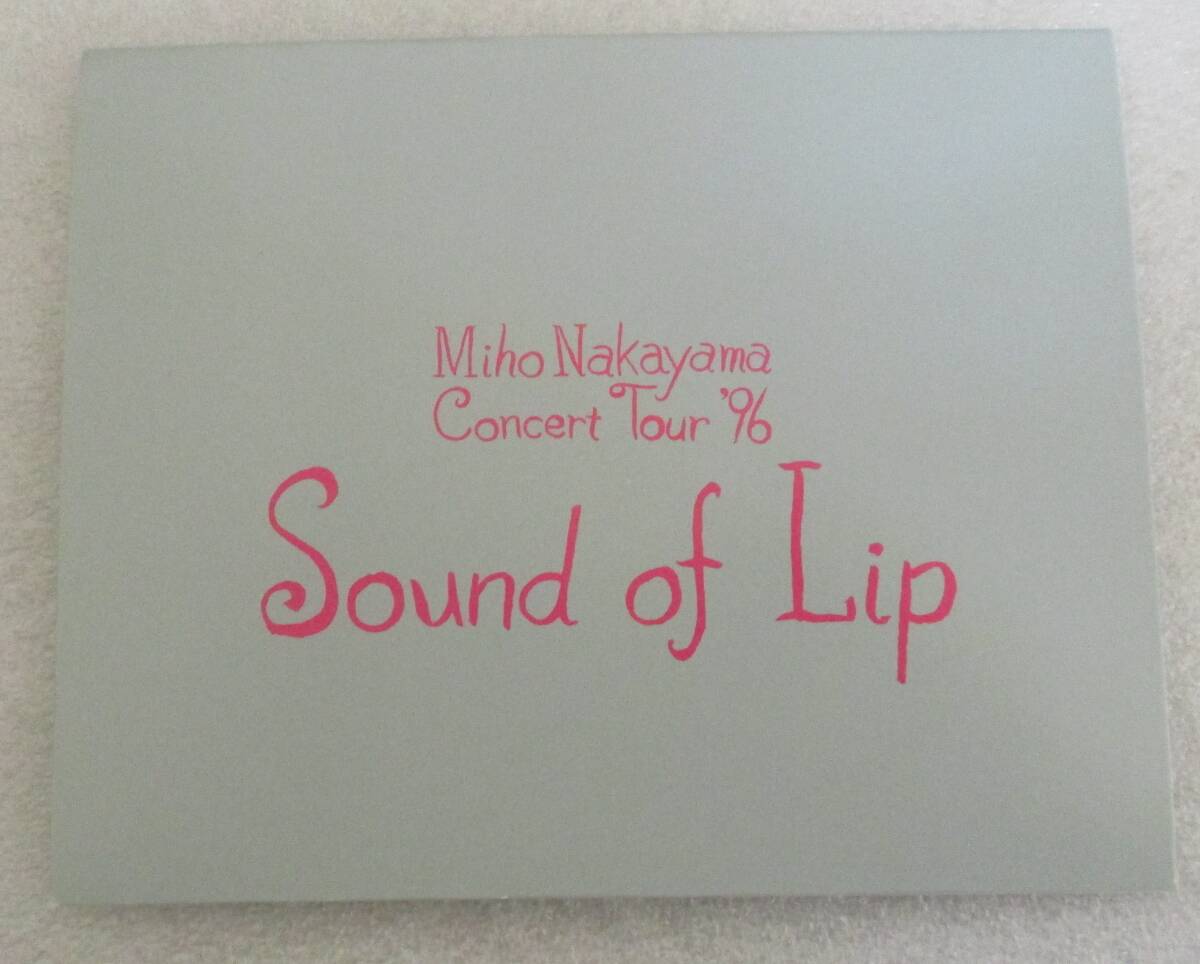 Miho Nakayama
Concert Tour '96
Sound of Lip